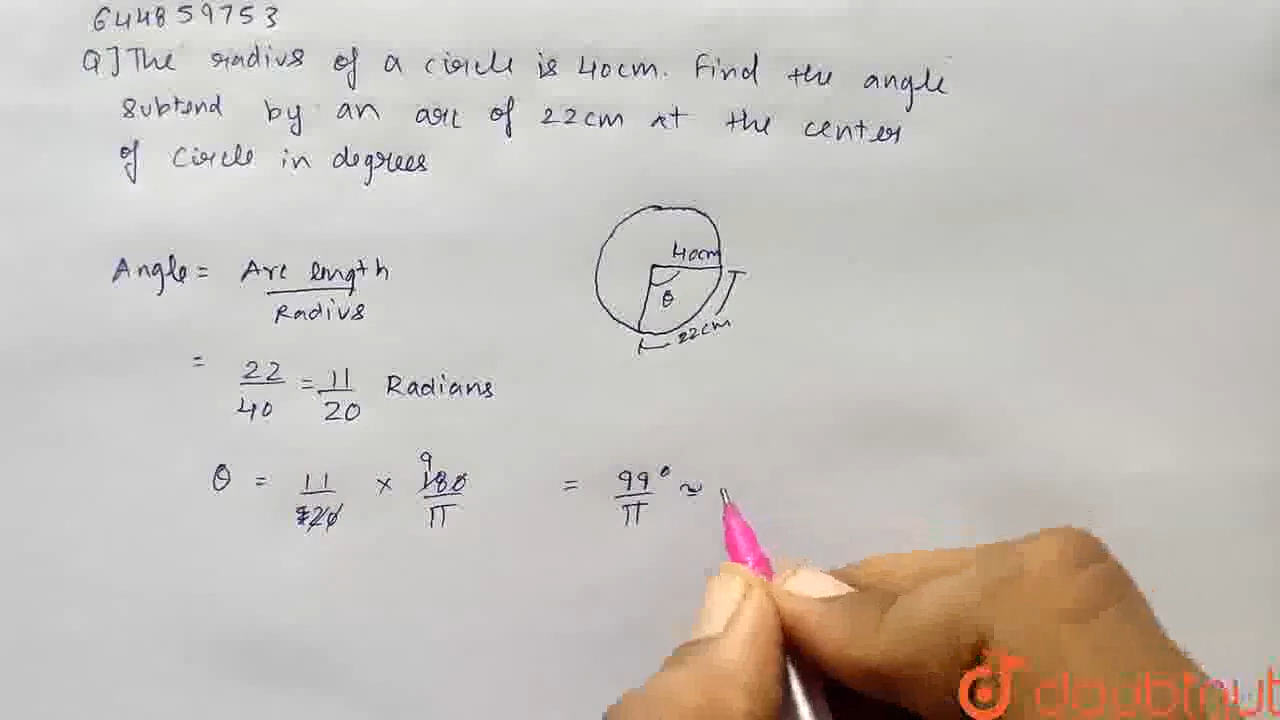 644859753
Q] The radius of a circle is 40cm. Find the angle
subtend by an arc of 22cm at the center
of circle in degrees
Angle = Arc length
Radius
40cm
θ
22cm
= 22/40 = 11/20 Radians
θ = 11/20 × 180/π = 99°/π ≈
9
doubtnut